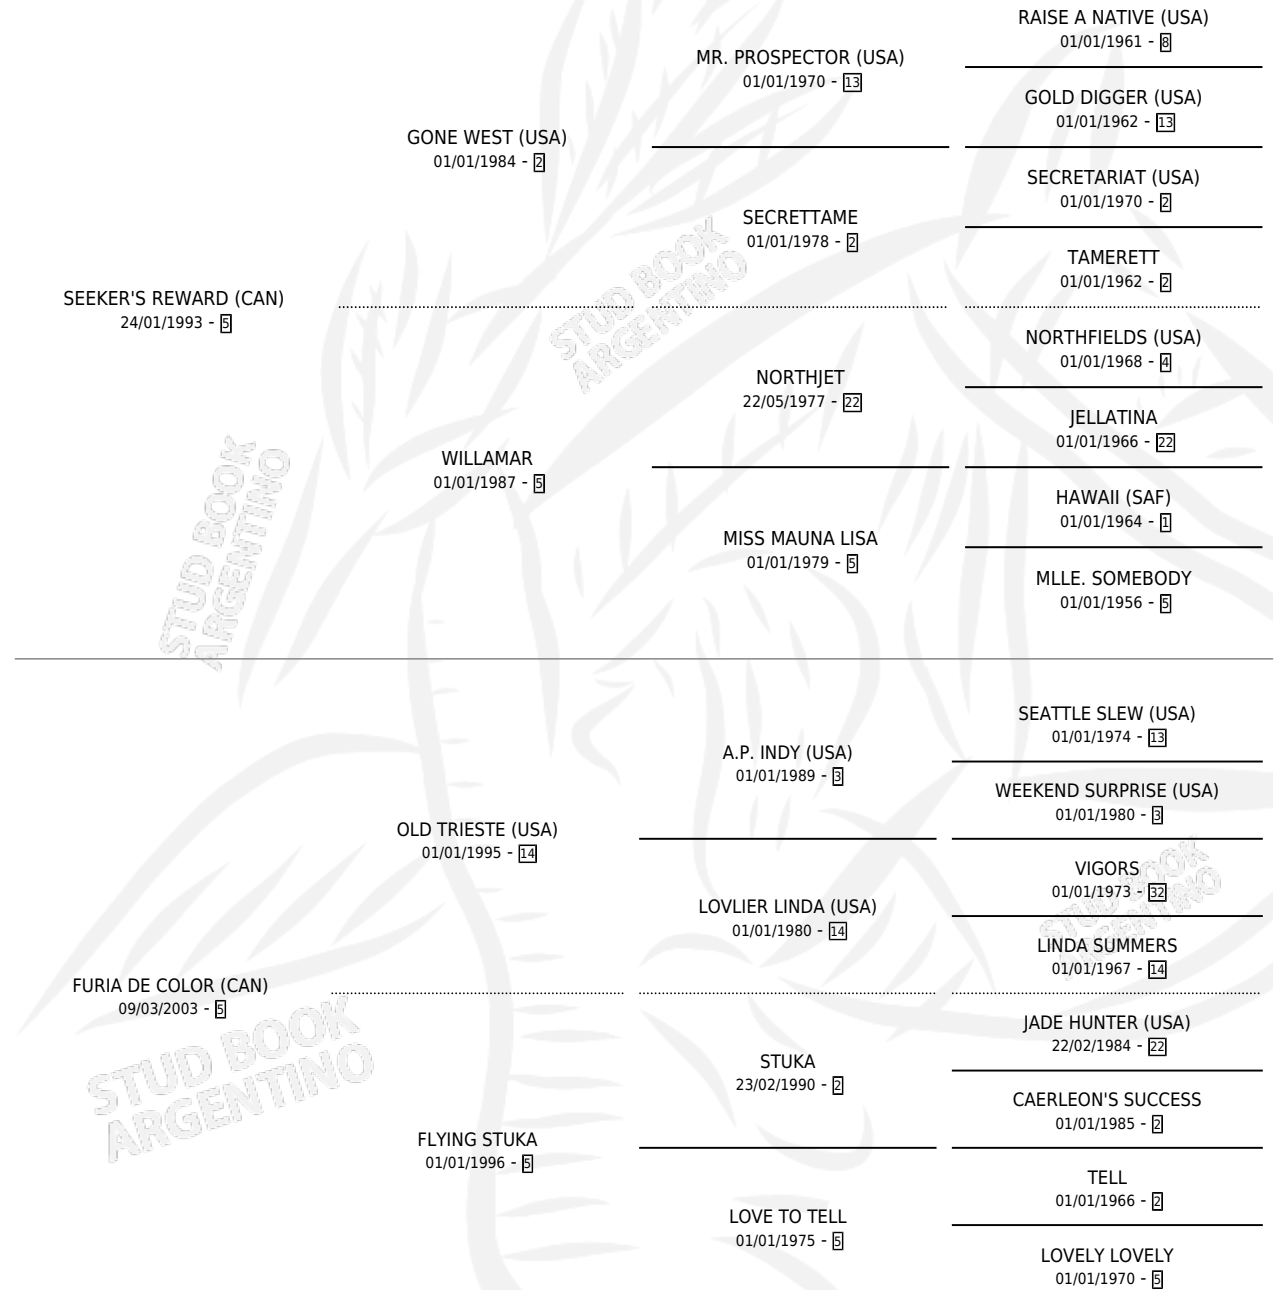 RAISE A NATIVE (USA)
01/01/1961 - 8
MR. PROSPECTOR (USA)
01/01/1970 - 13
GOLD DIGGER (USA)
01/01/1962 - 13
GONE WEST (USA)
01/01/1984 - 2
SECRETARIAT (USA)
01/01/1970 - 2
SECRETTAME
01/01/1978 - 2
TAMERETT
01/01/1962 - 2
SEEKER'S REWARD (CAN)
24/01/1993 - 5
NORTHFIELDS (USA)
01/01/1968 - 4
NORTHJET
22/05/1977 - 22
JELLATINA
01/01/1966 - 22
WILLAMAR
01/01/1987 - 5
HAWAII (SAF)
01/01/1964 - 1
MISS MAUNA LISA
01/01/1979 - 5
MLLE. SOMEBODY
01/01/1956 - 5
STUD BOOK
ARGENTINO
STUD BOOK
ARGENTINO
SEATTLE SLEW (USA)
01/01/1974 - 13
A.P. INDY (USA)
01/01/1989 - 3
WEEKEND SURPRISE (USA)
01/01/1980 - 3
OLD TRIESTE (USA)
01/01/1995 - 14
VIGORS
01/01/1973 - 32
LOVLIER LINDA (USA)
01/01/1980 - 14
LINDA SUMMERS
01/01/1967 - 14
STUD BOOK
ARGENTINO
FURIA DE COLOR (CAN)
09/03/2003 - 5
JADE HUNTER (USA)
22/02/1984 - 22
STUKA
23/02/1990 - 2
CAERLEON'S SUCCESS
01/01/1985 - 2
FLYING STUKA
01/01/1996 - 5
TELL
01/01/1966 - 2
LOVE TO TELL
01/01/1975 - 5
LOVELY LOVELY
01/01/1970 - 5
STUD BOOK
ARGENTINO